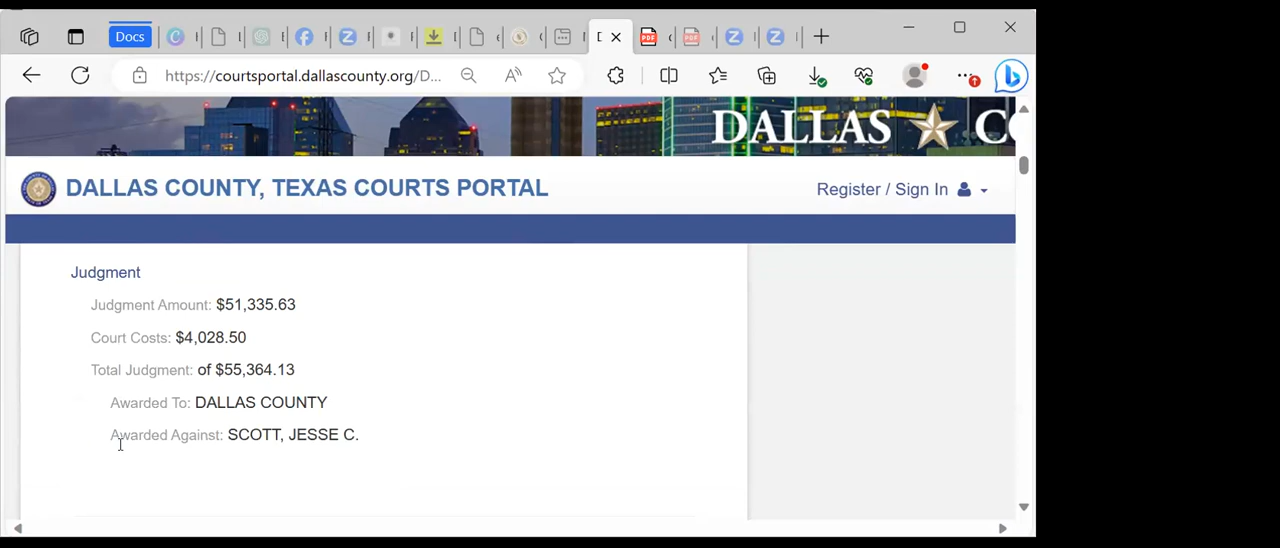 Docs
https://courtsportal.dallascounty.org/D...
DALLAS CO
DALLAS COUNTY, TEXAS COURTS PORTAL
Register / Sign In
Judgment
Judgment Amount: $51,335.63
Court Costs: $4,028.50
Total Judgment: of $55,364.13
Awarded To: DALLAS COUNTY
Awarded Against: SCOTT, JESSE C.